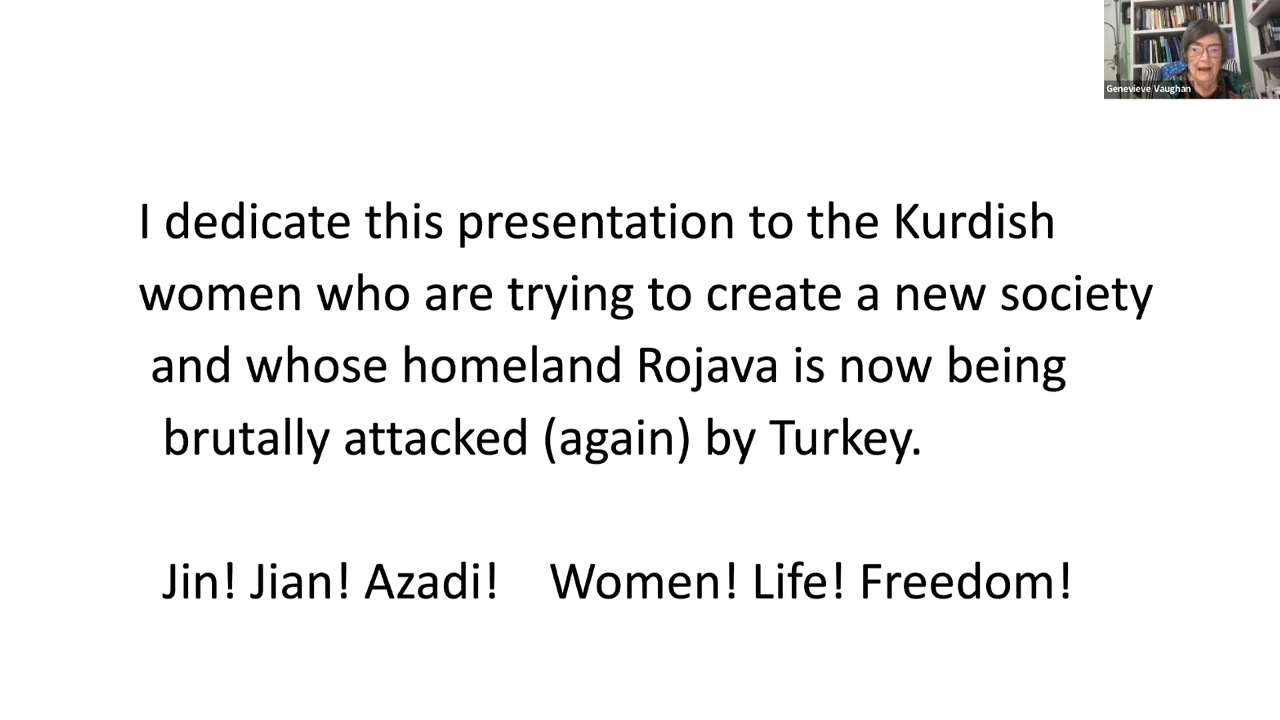 Genevieve Vaughan
I dedicate this presentation to the Kurdish
women who are trying to create a new society
and whose homeland Rojava is now being
brutally attacked (again) by Turkey.
Jin! Jian! Azadi! Women! Life! Freedom!